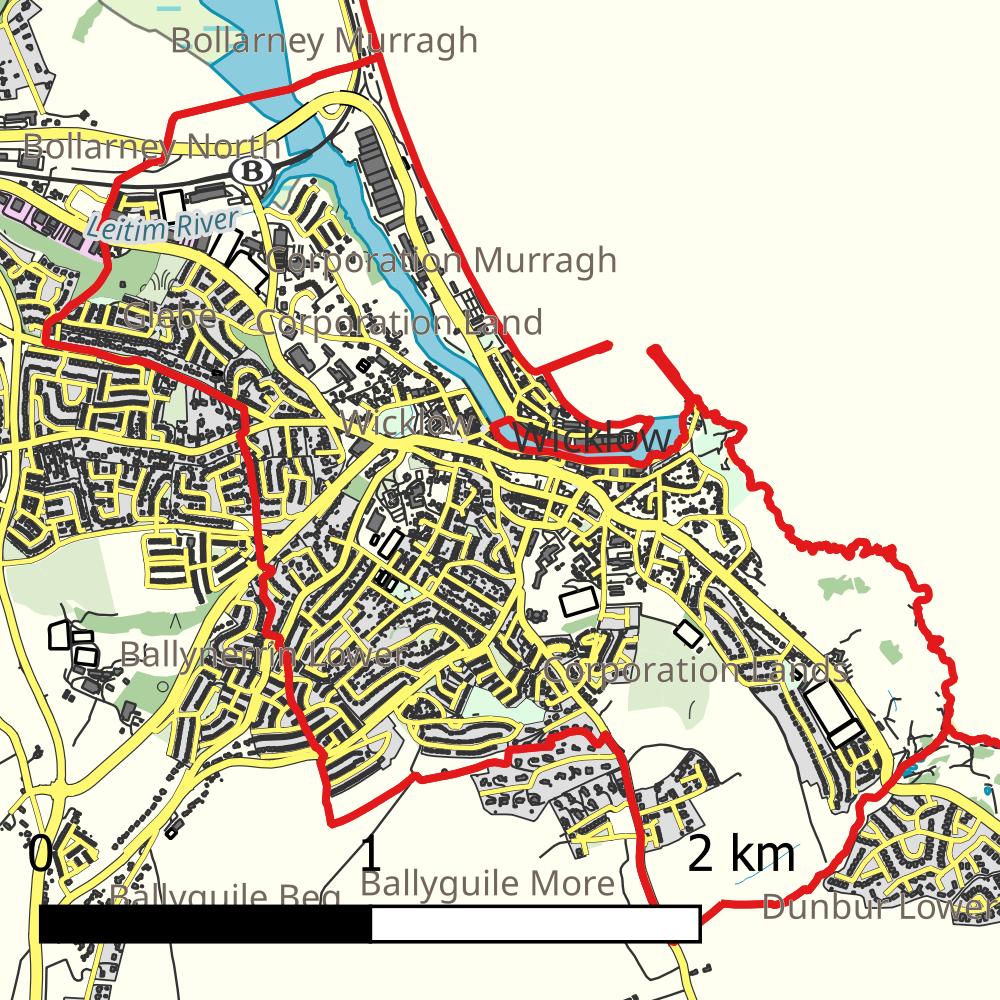 Bollarney Murragh
Bollarney North
B
Leitim River
Corporation Murragh
Glebe
Corporation Land
Wicklow
Wicklow
Ballynerrin Lower
Corporation Lands
0
1
2 km
Ballyguile More
Ballyguile Beg
Dunbur Lower